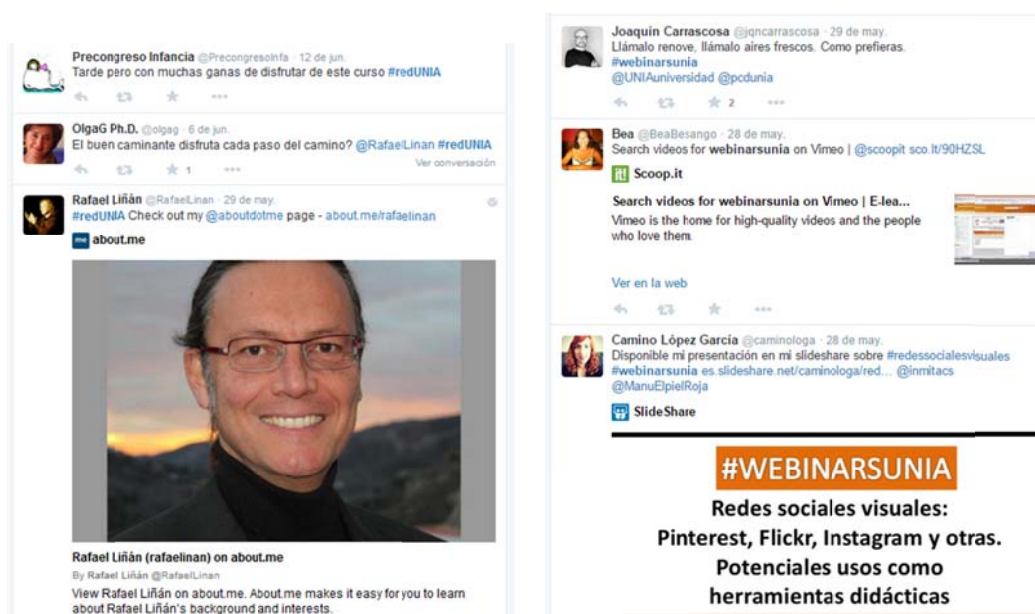 Precongreso Infancia @PrecongresoInfa · 12 de jun.
Tarde pero con muchas ganas de disfrutar de este curso #redUNIA
OlgaG Ph.D. @olgag · 6 de jun.
El buen caminante disfruta cada paso del camino? @RafaelLinan #redUNIA
1
Ver conversación
Rafael Liñán @RafaelLinan · 29 de may.
#redUNIA Check out my @aboutdotme page - about.me/rafaelinan
me about.me
Rafael Liñán (rafaelinan) on about.me
By Rafael Liñán @RafaelLinan
View Rafael Liñán on about.me. About.me makes it easy for you to learn
about Rafael Liñán's background and interests.
Joaquín Carrascosa @jqncarrascosa · 29 de may.
Llámalo renove, llámalo aires frescos. Como prefieras.
#webinarsunia
@UNIAuniversidad @pcdunia
2
Bea @BeaBesango · 28 de may.
Search videos for webinarsunia on Vimeo | @scoopit sco.lt/90HZSL
it! Scoop.it
Search videos for webinarsunia on Vimeo | E-lea...
Vimeo is the home for high-quality videos and the people
who love them.
Ver en la web
Camino López García @caminologa · 28 de may.
Disponible mi presentación en mi slideshare sobre #redessocialesvisuales
#webinarsunia es.slideshare.net/caminologa/red... @inmitacs
@ManuElpielRoja
SlideShare
#WEBINARSUNIA
Redes sociales visuales:
Pinterest, Flickr, Instagram y otras.
Potenciales usos como
herramientas didácticas